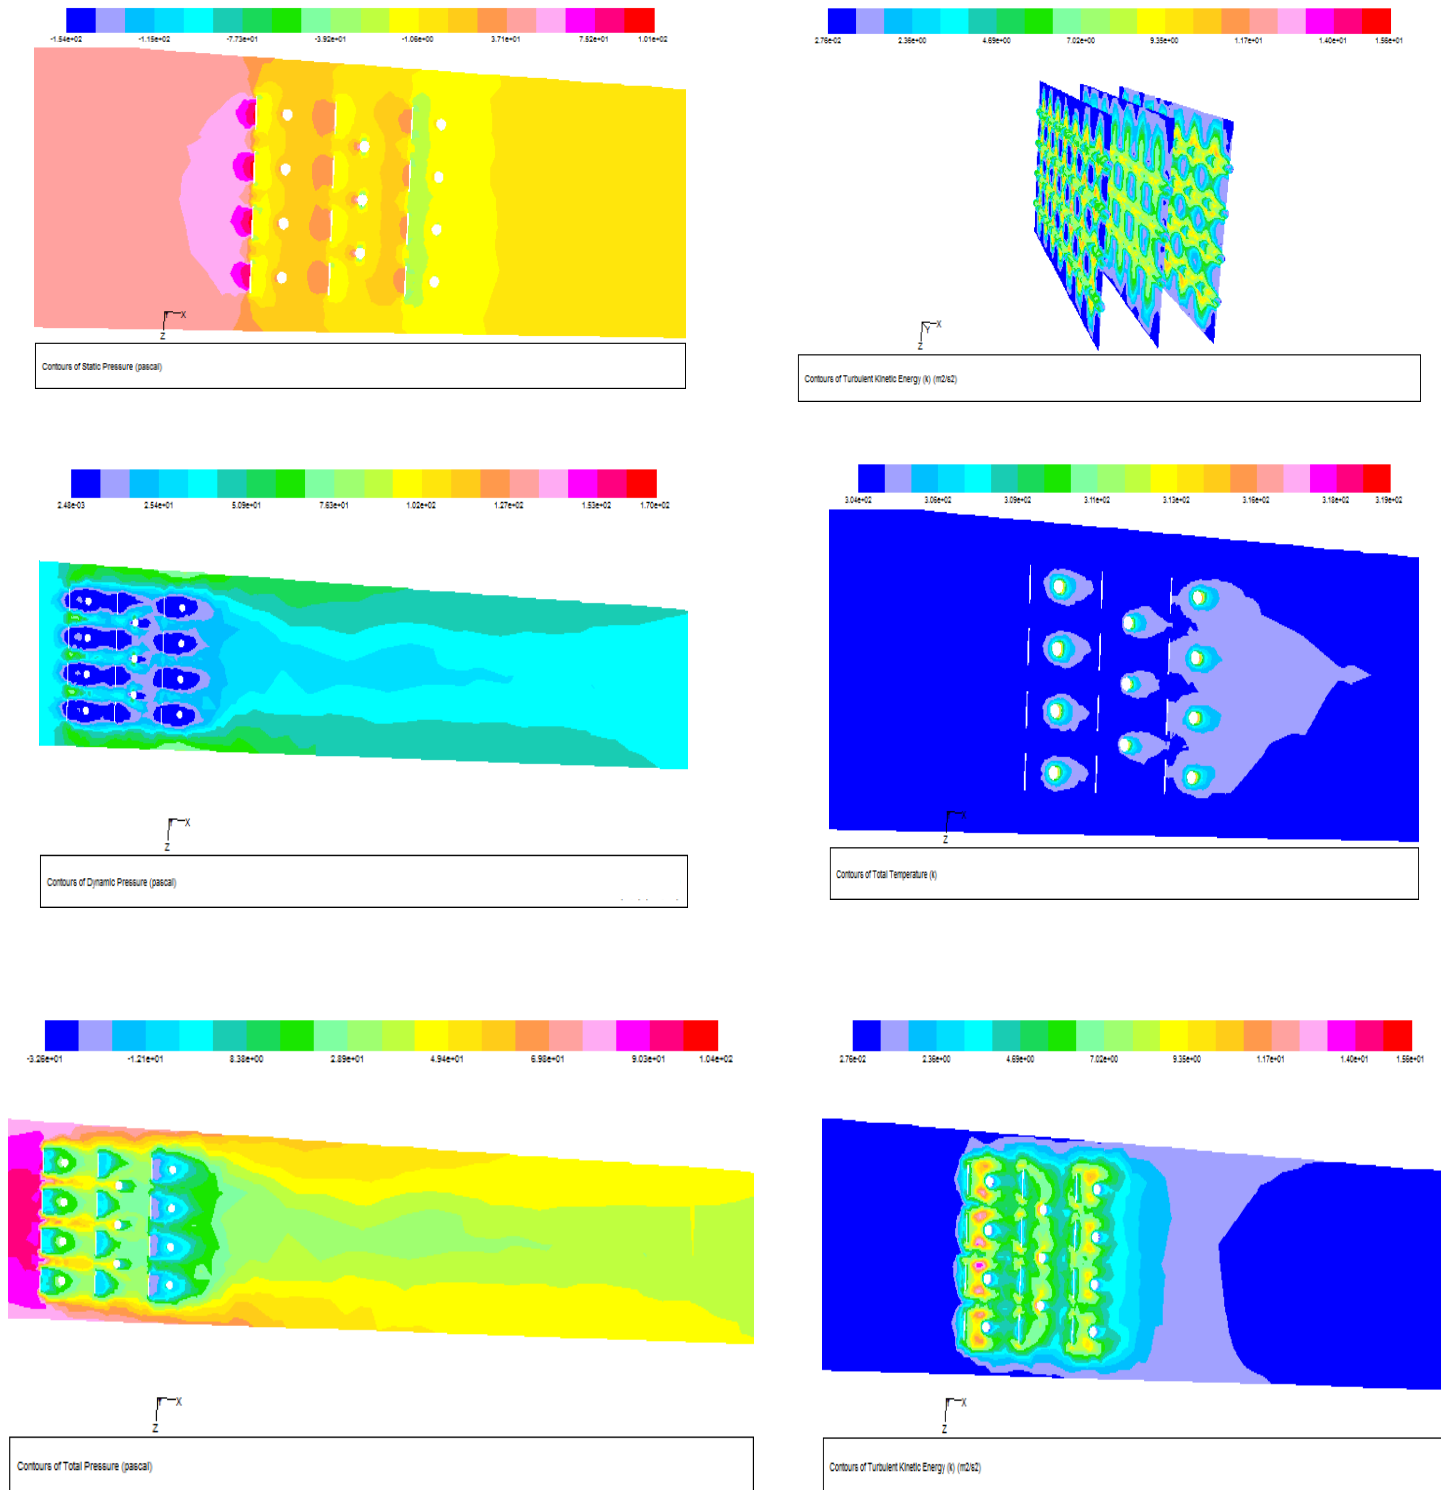 -1.54e+02 -1.15e+02 -7.73e+01 -3.92e+01 -1.06e+00 3.71e+01 7.52e+01 1.01e+02
X
Z
Contours of Static Pressure (pascal)
2.76e-02 2.36e+00 4.69e+00 7.02e+00 9.35e+00 1.17e+01 1.40e+01 1.56e+01
Y X
Z
Contours of Turbulent Kinetic Energy (k) (m2/s2)
2.48e-03 2.54e+01 5.09e+01 7.63e+01 1.02e+02 1.27e+02 1.53e+02 1.70e+02
X
Z
Contours of Dynamic Pressure (pascal)
3.04e+02 3.06e+02 3.09e+02 3.11e+02 3.13e+02 3.16e+02 3.18e+02 3.19e+02
X
Z
Contours of Total Temperature (k)
-3.26e+01 -1.21e+01 8.38e+00 2.89e+01 4.94e+01 6.98e+01 9.03e+01 1.04e+02
X
Z
Contours of Total Pressure (pascal)
2.76e-02 2.36e+00 4.69e+00 7.02e+00 9.35e+00 1.17e+01 1.40e+01 1.56e+01
X
Z
Contours of Turbulent Kinetic Energy (k) (m2/s2)